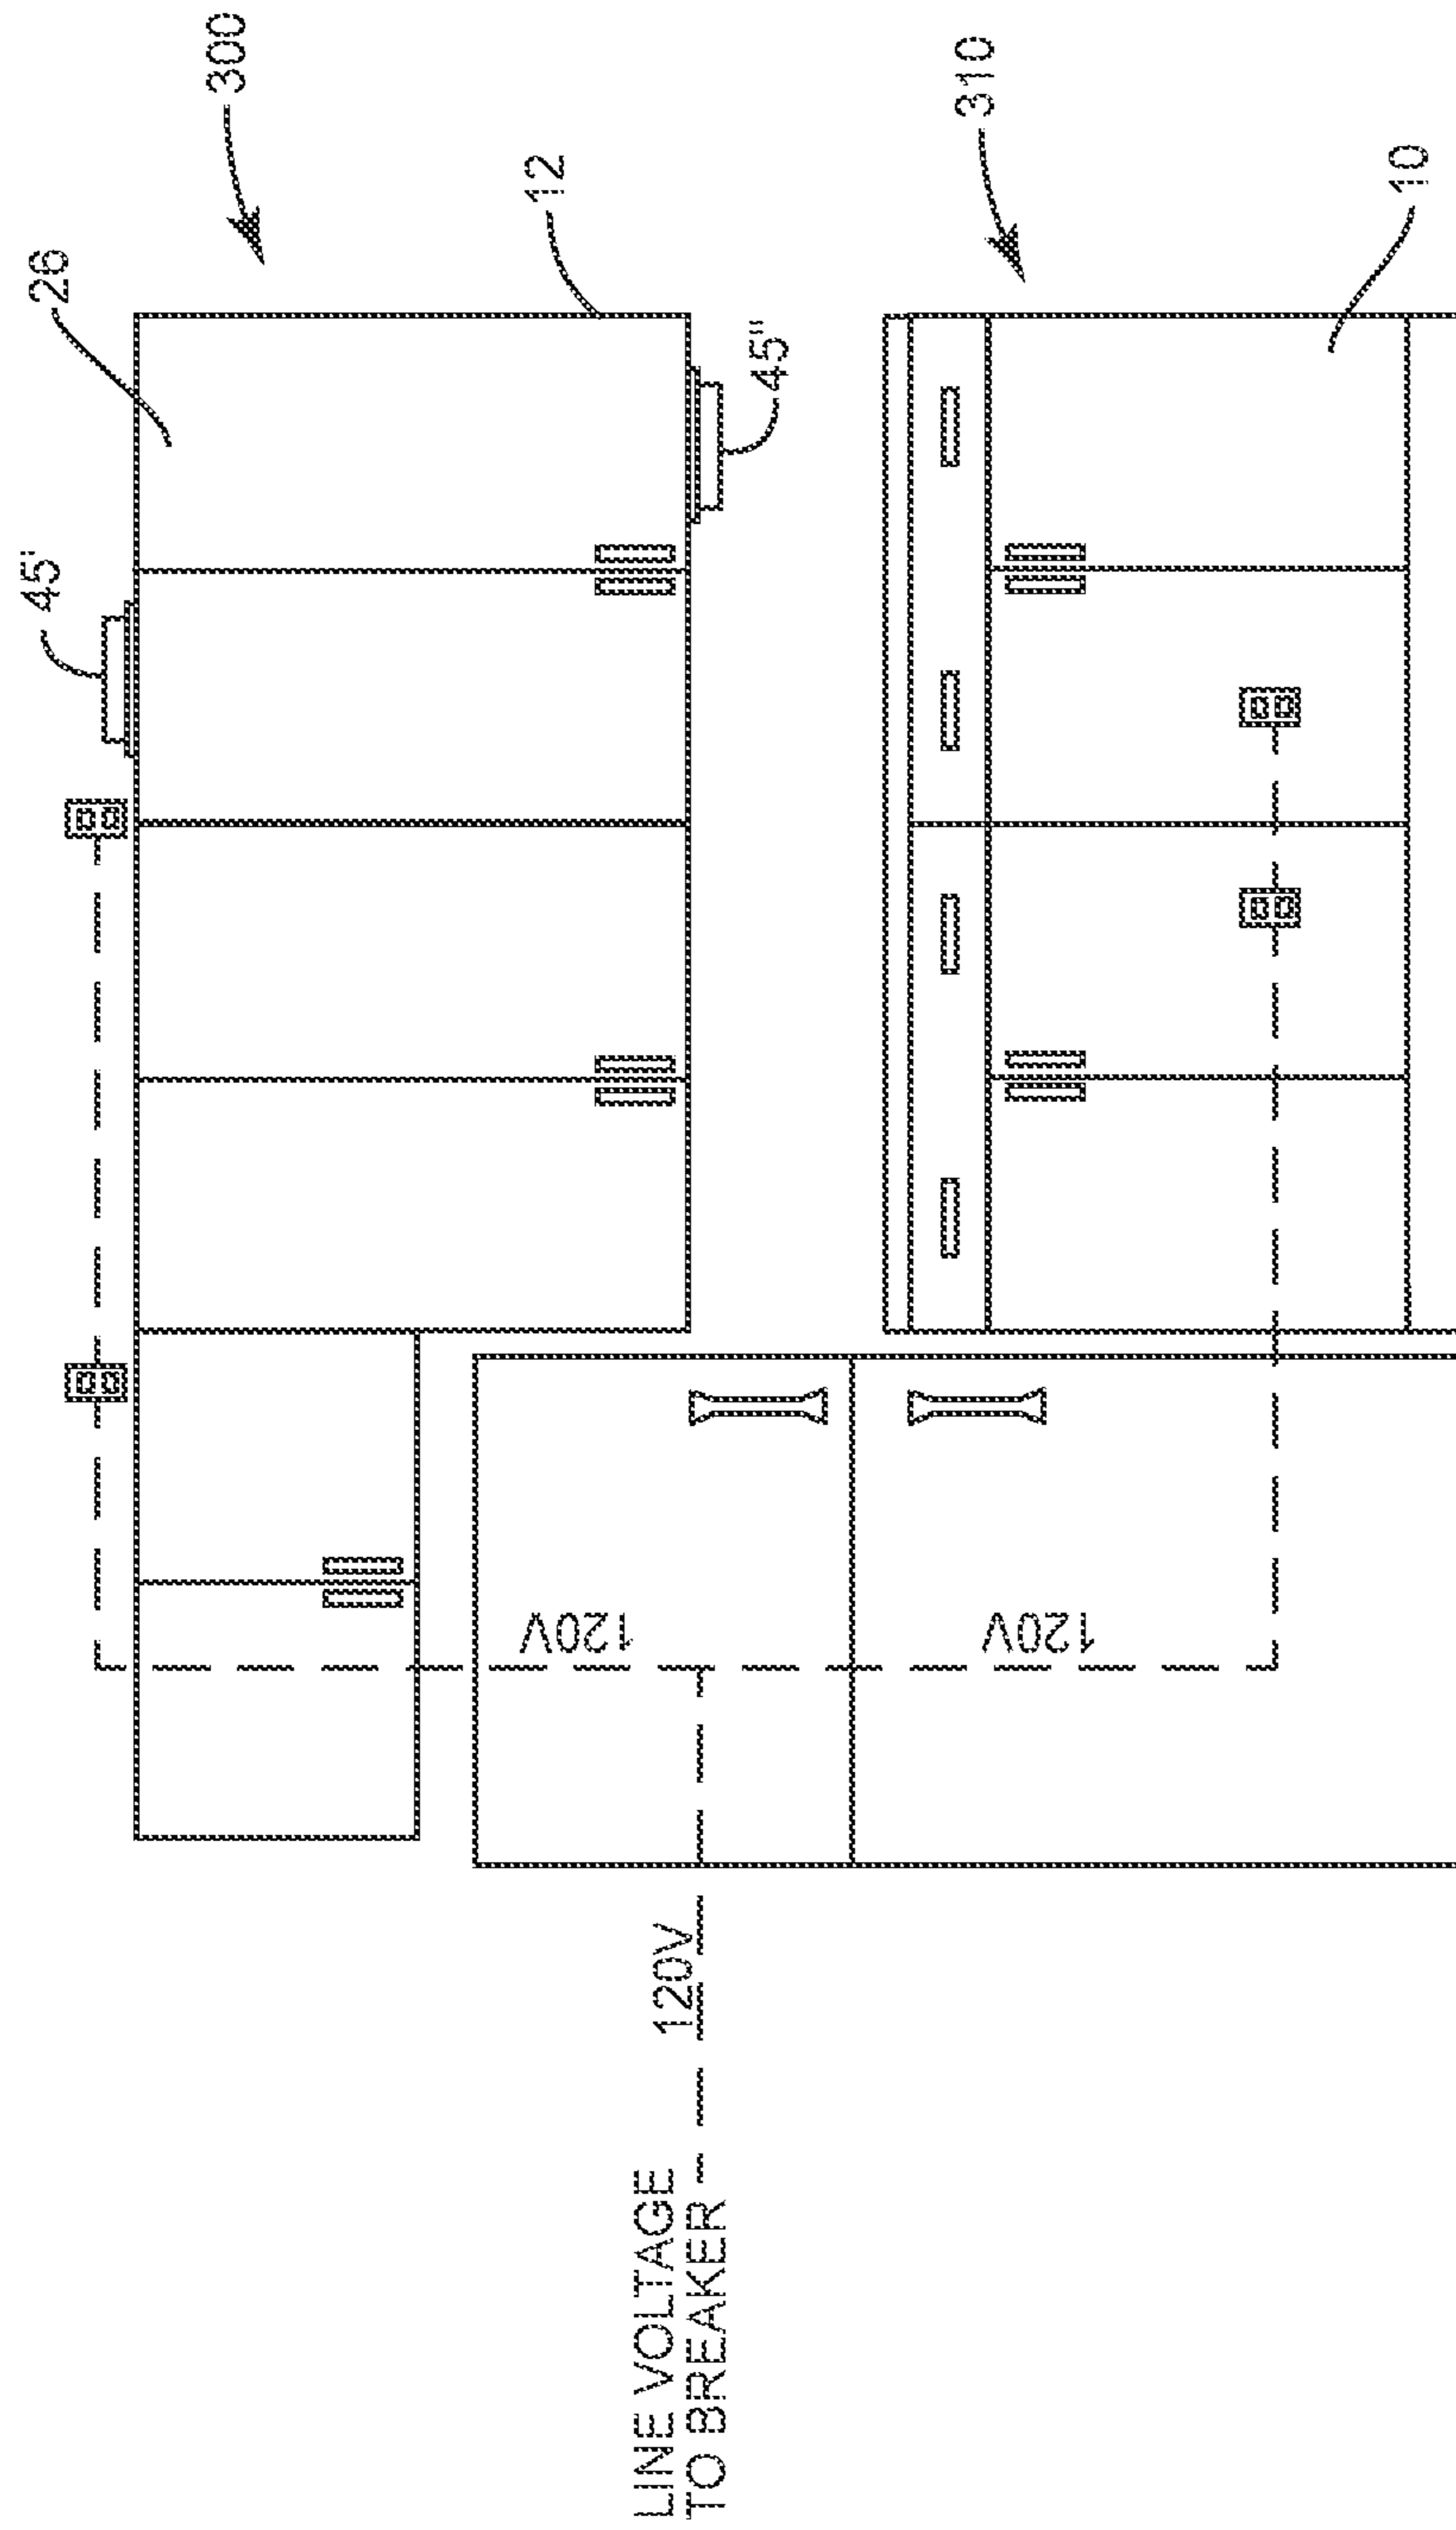 26
300
45'
12
45"
310
10
120V
120V
120V
LINE VOLTAGE
TO BREAKER